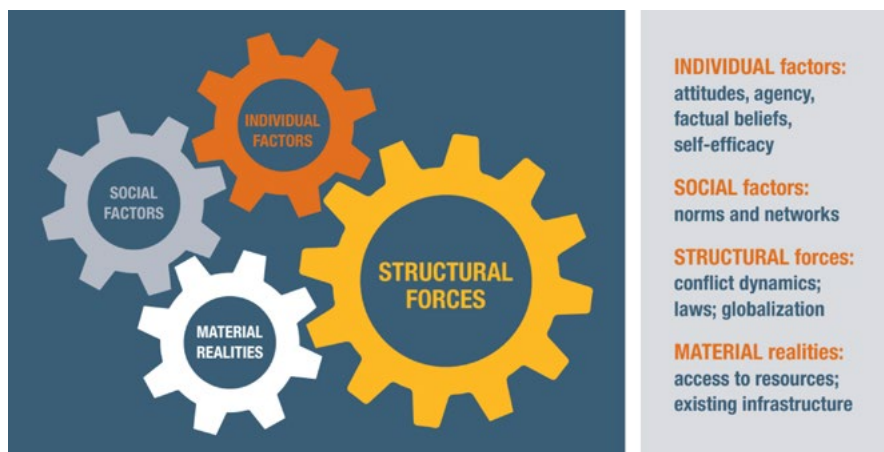 INDIVIDUAL
FACTORS
SOCIAL
FACTORS
STRUCTURAL
FORCES
MATERIAL
REALITIES
INDIVIDUAL factors:
attitudes, agency,
factual beliefs,
self-efficacy
SOCIAL factors:
norms and networks
STRUCTURAL forces:
conflict dynamics;
laws; globalization
MATERIAL realities:
access to resources;
existing infrastructure